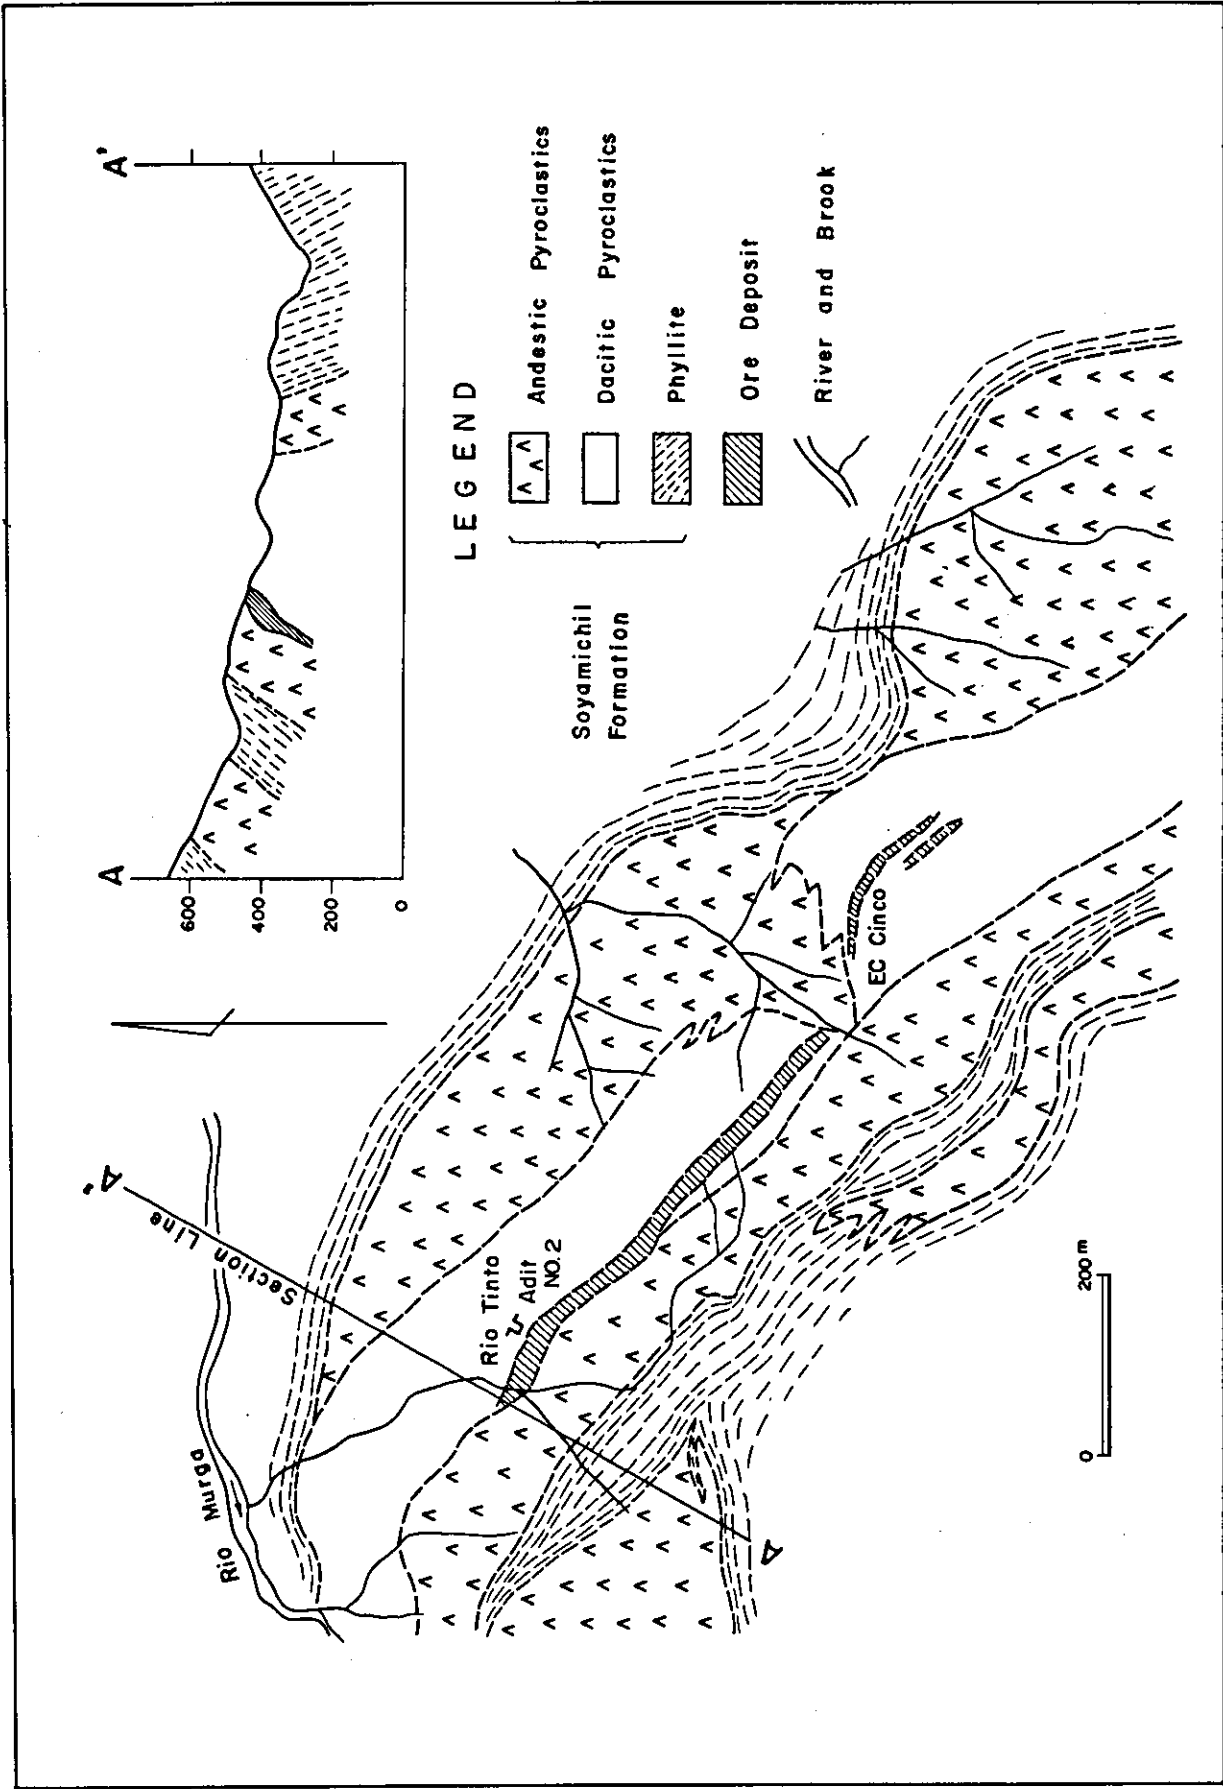 A
A'
600
400
200
0
LEGEND
Andestic Pyroclastics
Dacitic Pyroclastics
Phyllite
Ore Deposit
River and Brook
Soyamichil
Formation
Rio Murga
Section Line
A'
Rio Tinto
Adit
NO.2
EC Cinco
A
0
200 m